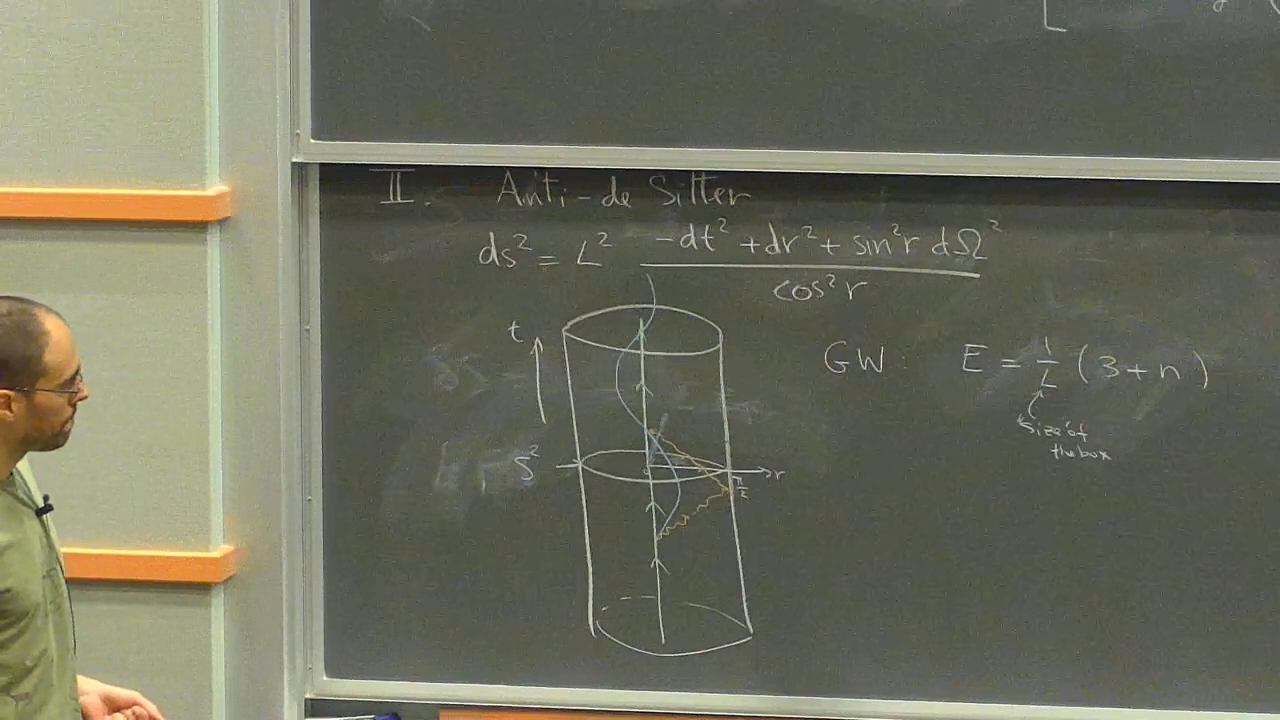 II. Anti-de Sitter
ds² = L² (-dt² + dr² + sin²r dΩ²) / cos²r
t
GW E = 1/L (3+n)
size of
the box
S²
r
π/2